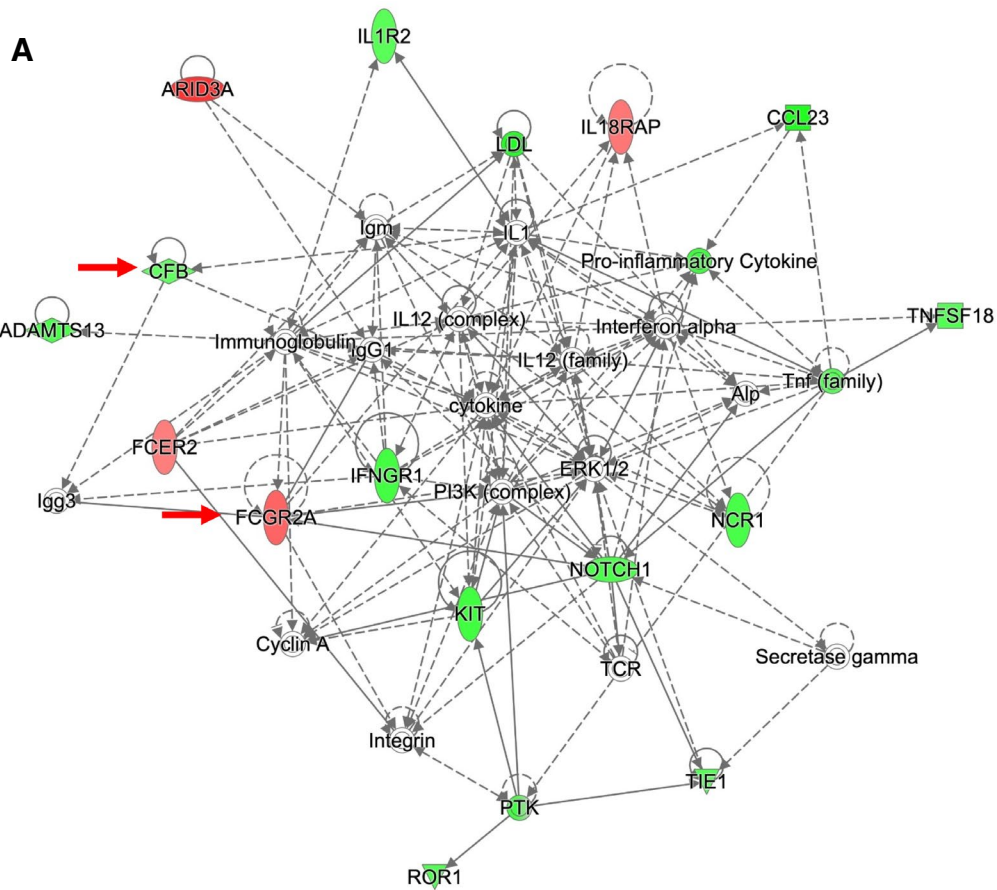 A
IL1R2
ARID3A
IL18RAP
CCL23
LDL
Igm
IL1
CFB
Pro-inflammatory Cytokine
ADAMTS13
IL12 (complex)
Interferon alpha
TNFSF18
Immunoglobulin
IgG1
IL12 (family)
Tnf (family)
Alp
cytokine
FCER2
IFNGR1
ERK1/2
PI3K (complex)
Igg3
FCGR2A
NCR1
NOTCH1
KIT
Cyclin A
TCR
Secretase gamma
Integrin
TIE1
PTK
ROR1